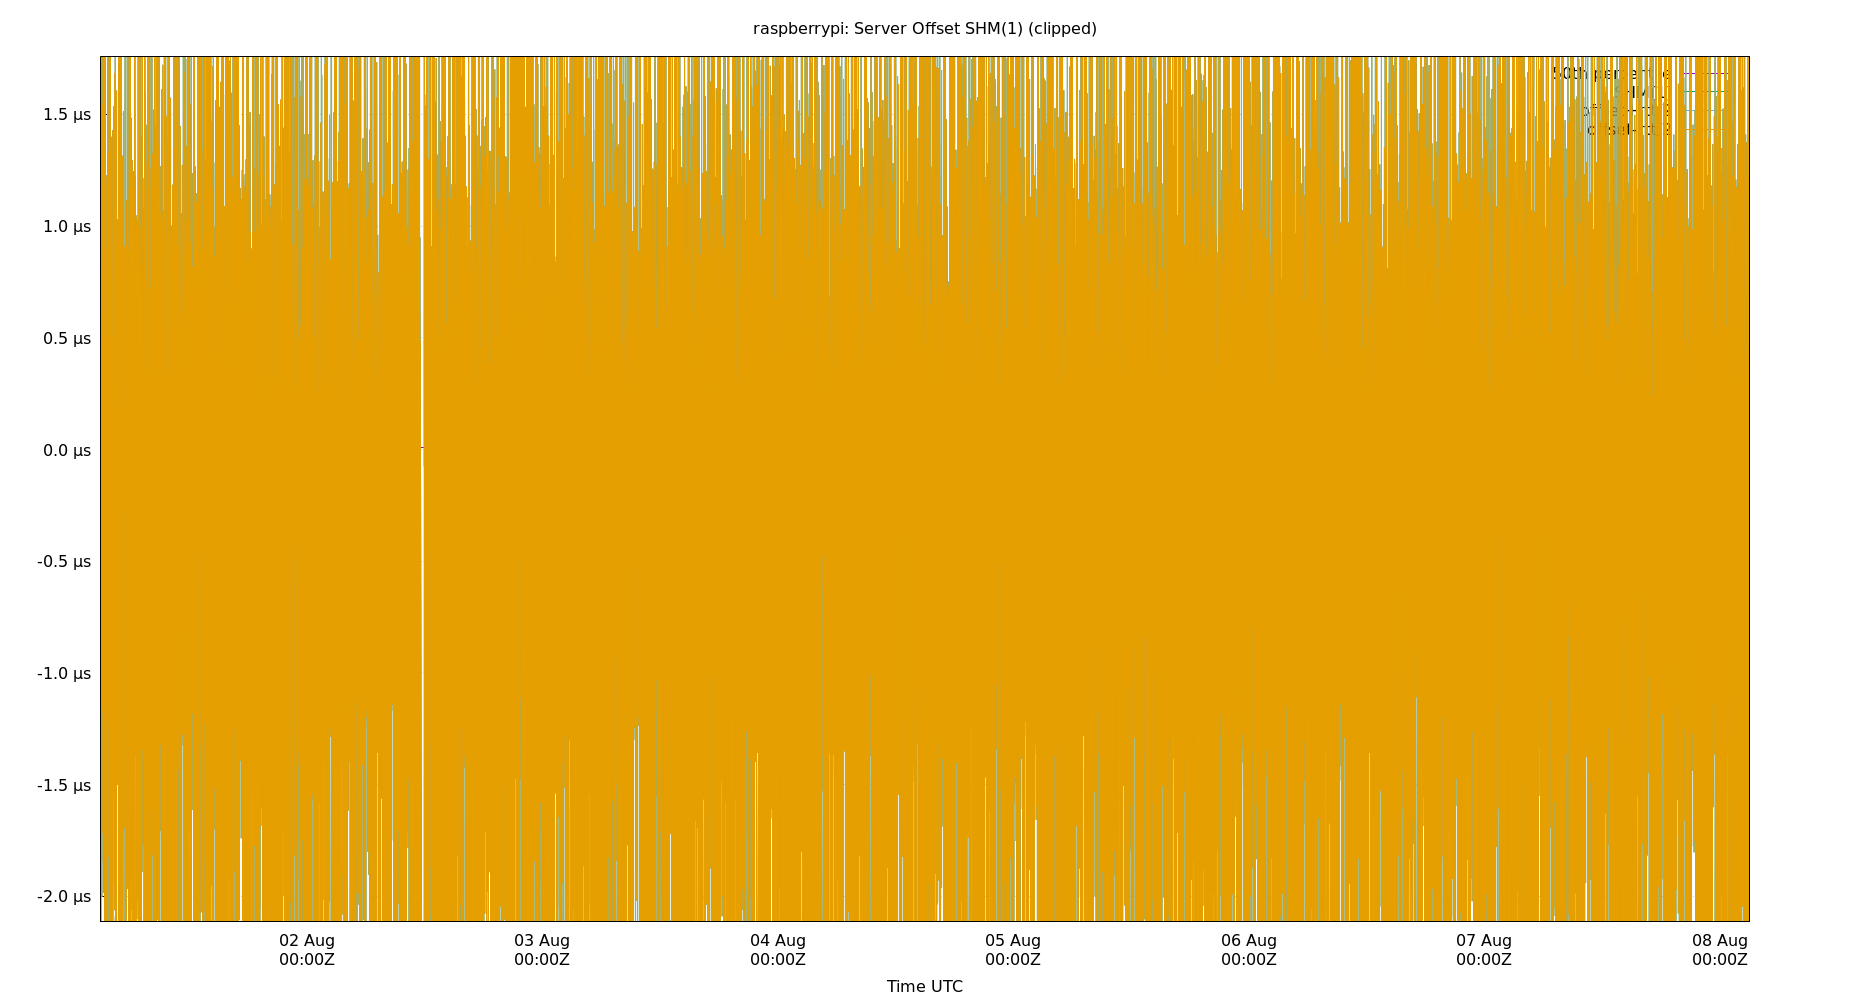 raspberrypi: Server Offset SHM(1) (clipped)
50th percentile
1.5 µs
1.0 µs
0.5 µs
0.0 µs
-0.5 µs
-1.0 µs
-1.5 µs
-2.0 µs
02 Aug 03 Aug 04 Aug 05 Aug 06 Aug 07 Aug 08 Aug
00:00Z 00:00Z 00:00Z 00:00Z 00:00Z 00:00Z 00:00Z
Time UTC